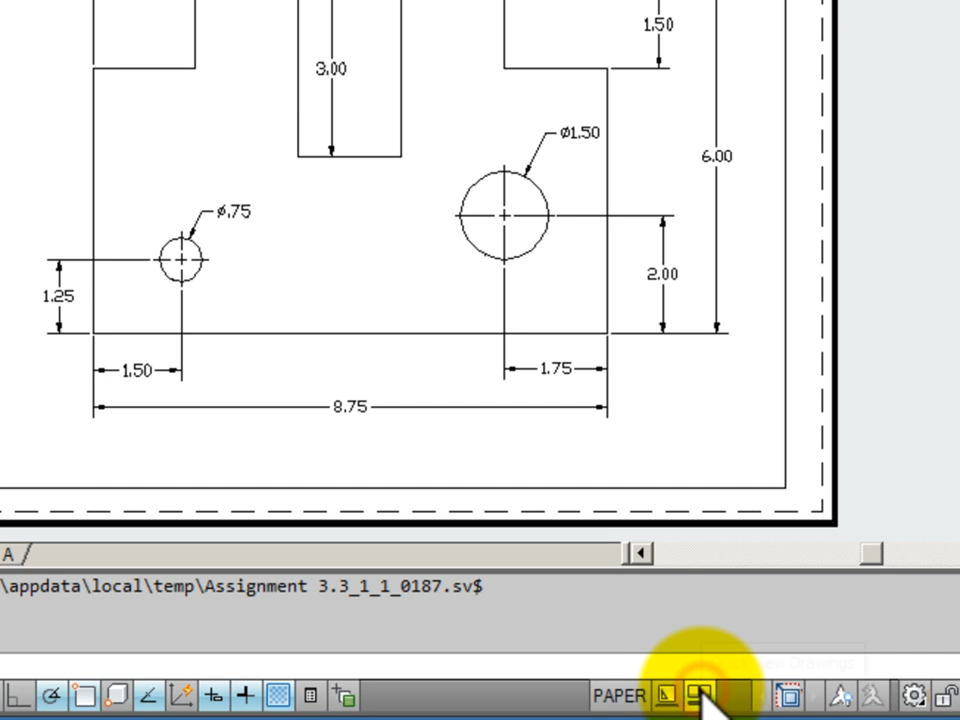 1.50
3.00
ø1.50
6.00
ø.75
2.00
1.25
1.50
1.75
8.75
A
\appdata\local\temp\Assignment 3.3_1_1_0187.sv$
Drawings
PAPER